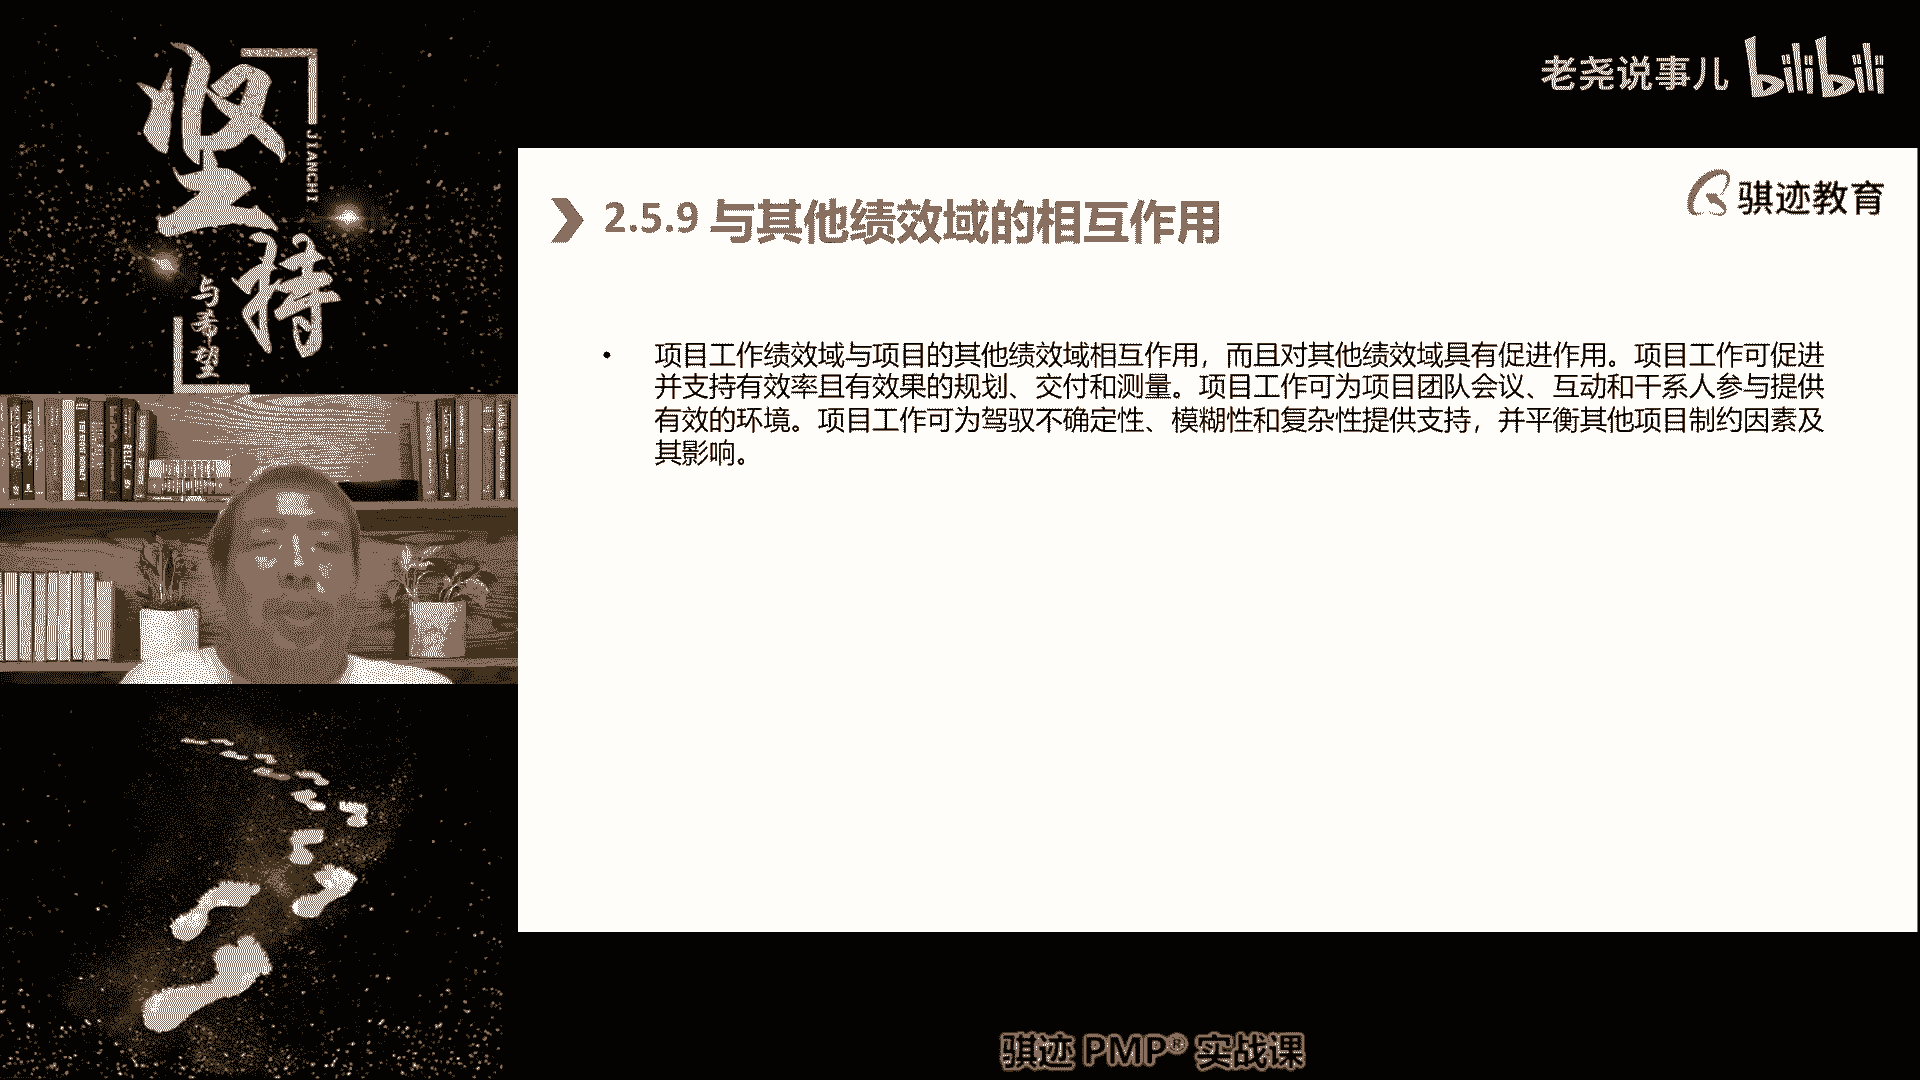 坚持
JIANCHI
与希望
老尧说事儿 bilibili
骐迹教育
2.5.9 与其他绩效域的相互作用
• 项目工作绩效域与项目的其他绩效域相互作用，而且对其他绩效域具有促进作用。项目工作可促进
并支持有效率且有效果的规划、交付和测量。项目工作可为项目团队会议、互动和干系人参与提供
有效的环境。项目工作可为驾驭不确定性、模糊性和复杂性提供支持，并平衡其他项目制约因素及
其影响。
骐迹 PMP® 实战课